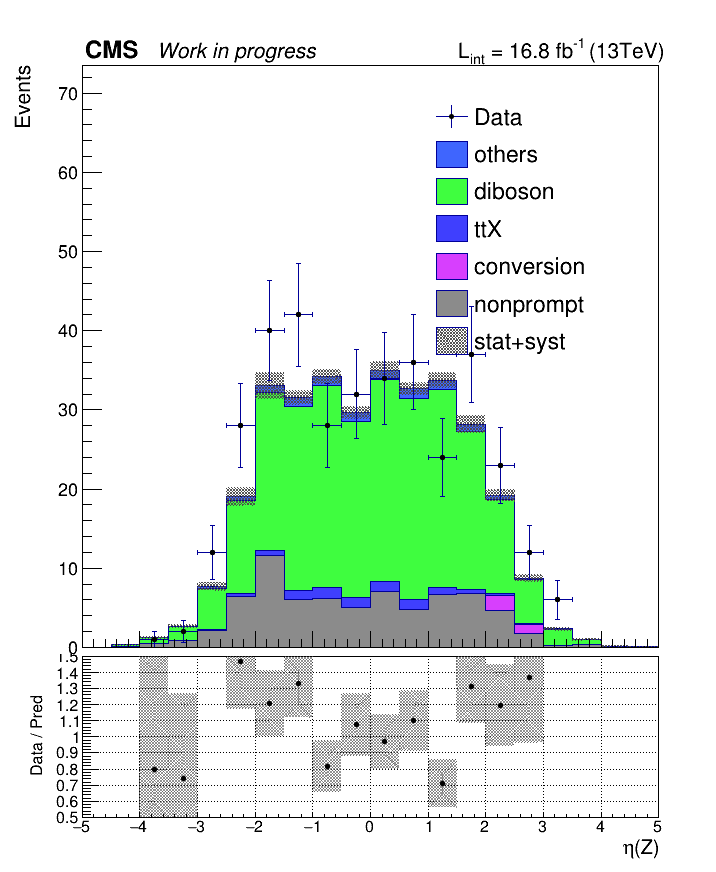 CMS Work in progress L_int = 16.8 fb^-1 (13TeV)
Events
70
60
50
40
30
20
10
0
Data
others
diboson
ttX
conversion
nonprompt
stat+syst
Data / Pred
1.5
1.4
1.3
1.2
1.1
1
0.9
0.8
0.7
0.6
0.5
−5 −4 −3 −2 −1 0 1 2 3 4 5
η(Z)